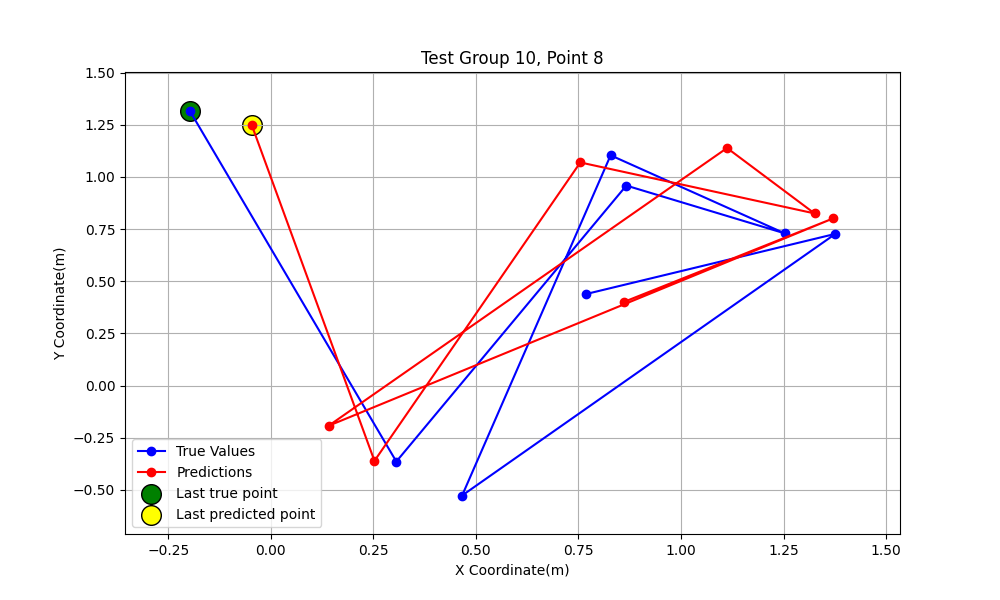 Test Group 10, Point 8
1.50
1.25
1.00
0.75
0.50
0.25
0.00
−0.25
−0.50
Y Coordinate(m)
True Values
Predictions
Last true point
Last predicted point
−0.25 0.00 0.25 0.50 0.75 1.00 1.25 1.50
X Coordinate(m)